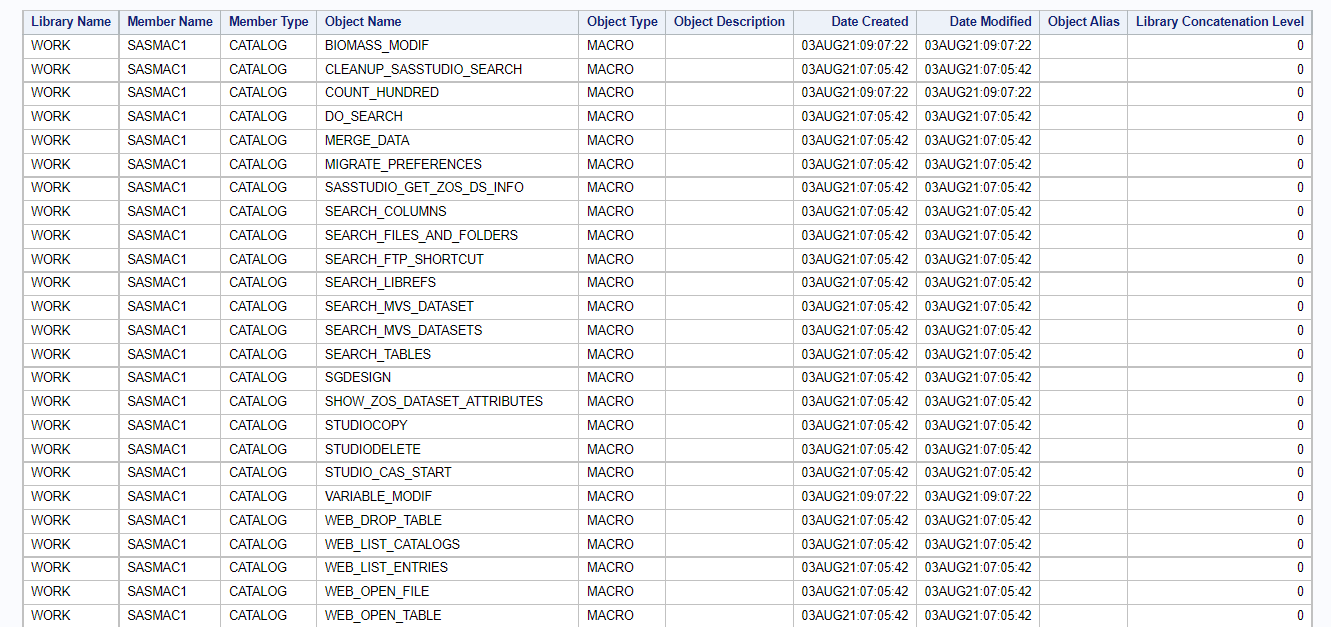 Library Name Member Name Member Type Object Name Object Type Object Description Date Created Date Modified Object Alias Library Concatenation Level
WORK SASMAC1 CATALOG BIOMASS_MODIF MACRO 03AUG21:09:07:22 03AUG21:09:07:22 0
WORK SASMAC1 CATALOG CLEANUP_SASSTUDIO_SEARCH MACRO 03AUG21:07:05:42 03AUG21:07:05:42 0
WORK SASMAC1 CATALOG COUNT_HUNDRED MACRO 03AUG21:09:07:22 03AUG21:09:07:22 0
WORK SASMAC1 CATALOG DO_SEARCH MACRO 03AUG21:07:05:42 03AUG21:07:05:42 0
WORK SASMAC1 CATALOG MERGE_DATA MACRO 03AUG21:07:05:42 03AUG21:07:05:42 0
WORK SASMAC1 CATALOG MIGRATE_PREFERENCES MACRO 03AUG21:07:05:42 03AUG21:07:05:42 0
WORK SASMAC1 CATALOG SASSTUDIO_GET_ZOS_DS_INFO MACRO 03AUG21:07:05:42 03AUG21:07:05:42 0
WORK SASMAC1 CATALOG SEARCH_COLUMNS MACRO 03AUG21:07:05:42 03AUG21:07:05:42 0
WORK SASMAC1 CATALOG SEARCH_FILES_AND_FOLDERS MACRO 03AUG21:07:05:42 03AUG21:07:05:42 0
WORK SASMAC1 CATALOG SEARCH_FTP_SHORTCUT MACRO 03AUG21:07:05:42 03AUG21:07:05:42 0
WORK SASMAC1 CATALOG SEARCH_LIBREFS MACRO 03AUG21:07:05:42 03AUG21:07:05:42 0
WORK SASMAC1 CATALOG SEARCH_MVS_DATASET MACRO 03AUG21:07:05:42 03AUG21:07:05:42 0
WORK SASMAC1 CATALOG SEARCH_MVS_DATASETS MACRO 03AUG21:07:05:42 03AUG21:07:05:42 0
WORK SASMAC1 CATALOG SEARCH_TABLES MACRO 03AUG21:07:05:42 03AUG21:07:05:42 0
WORK SASMAC1 CATALOG SGDESIGN MACRO 03AUG21:07:05:42 03AUG21:07:05:42 0
WORK SASMAC1 CATALOG SHOW_ZOS_DATASET_ATTRIBUTES MACRO 03AUG21:07:05:42 03AUG21:07:05:42 0
WORK SASMAC1 CATALOG STUDIOCOPY MACRO 03AUG21:07:05:42 03AUG21:07:05:42 0
WORK SASMAC1 CATALOG STUDIODELETE MACRO 03AUG21:07:05:42 03AUG21:07:05:42 0
WORK SASMAC1 CATALOG STUDIO_CAS_START MACRO 03AUG21:07:05:42 03AUG21:07:05:42 0
WORK SASMAC1 CATALOG VARIABLE_MODIF MACRO 03AUG21:09:07:22 03AUG21:09:07:22 0
WORK SASMAC1 CATALOG WEB_DROP_TABLE MACRO 03AUG21:07:05:42 03AUG21:07:05:42 0
WORK SASMAC1 CATALOG WEB_LIST_CATALOGS MACRO 03AUG21:07:05:42 03AUG21:07:05:42 0
WORK SASMAC1 CATALOG WEB_LIST_ENTRIES MACRO 03AUG21:07:05:42 03AUG21:07:05:42 0
WORK SASMAC1 CATALOG WEB_OPEN_FILE MACRO 03AUG21:07:05:42 03AUG21:07:05:42 0
WORK SASMAC1 CATALOG WEB_OPEN_TABLE MACRO 03AUG21:07:05:42 03AUG21:07:05:42 0